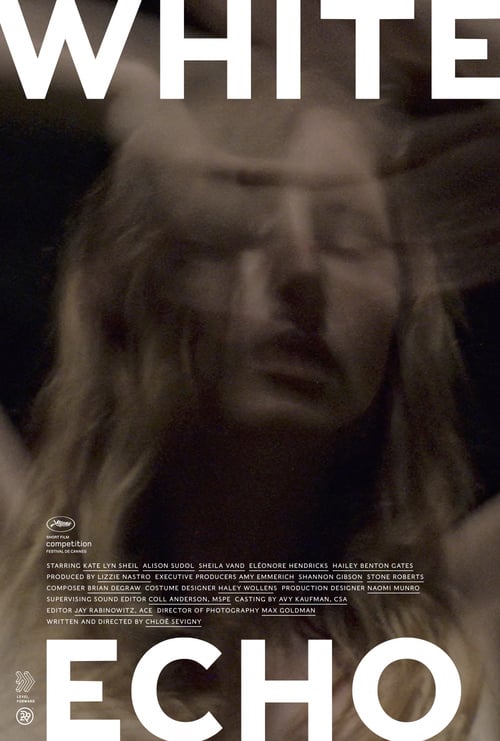 WHITE
SHORT FILM
competition
FESTIVAL DE CANNES
STARRING KATE LYN SHEIL ALISON SUDOL SHEILA VAND ELÉONORE HENDRICKS HAILEY BENTON GATES
PRODUCED BY LIZZIE NASTRO EXECUTIVE PRODUCERS AMY EMMERICH SHANNON GIBSON STONE ROBERTS
COMPOSER BRIAN DEGRAW COSTUME DESIGNER HALEY WOLLENS PRODUCTION DESIGNER NAOMI MUNRO
SUPERVISING SOUND EDITOR COLL ANDERSON, MSPE CASTING BY AVY KAUFMAN, CSA
EDITOR JAY RABINOWITZ, ACE DIRECTOR OF PHOTOGRAPHY MAX GOLDMAN
WRITTEN AND DIRECTED BY CHLOË SEVIGNY
LEVEL
FORWARD
ECHO